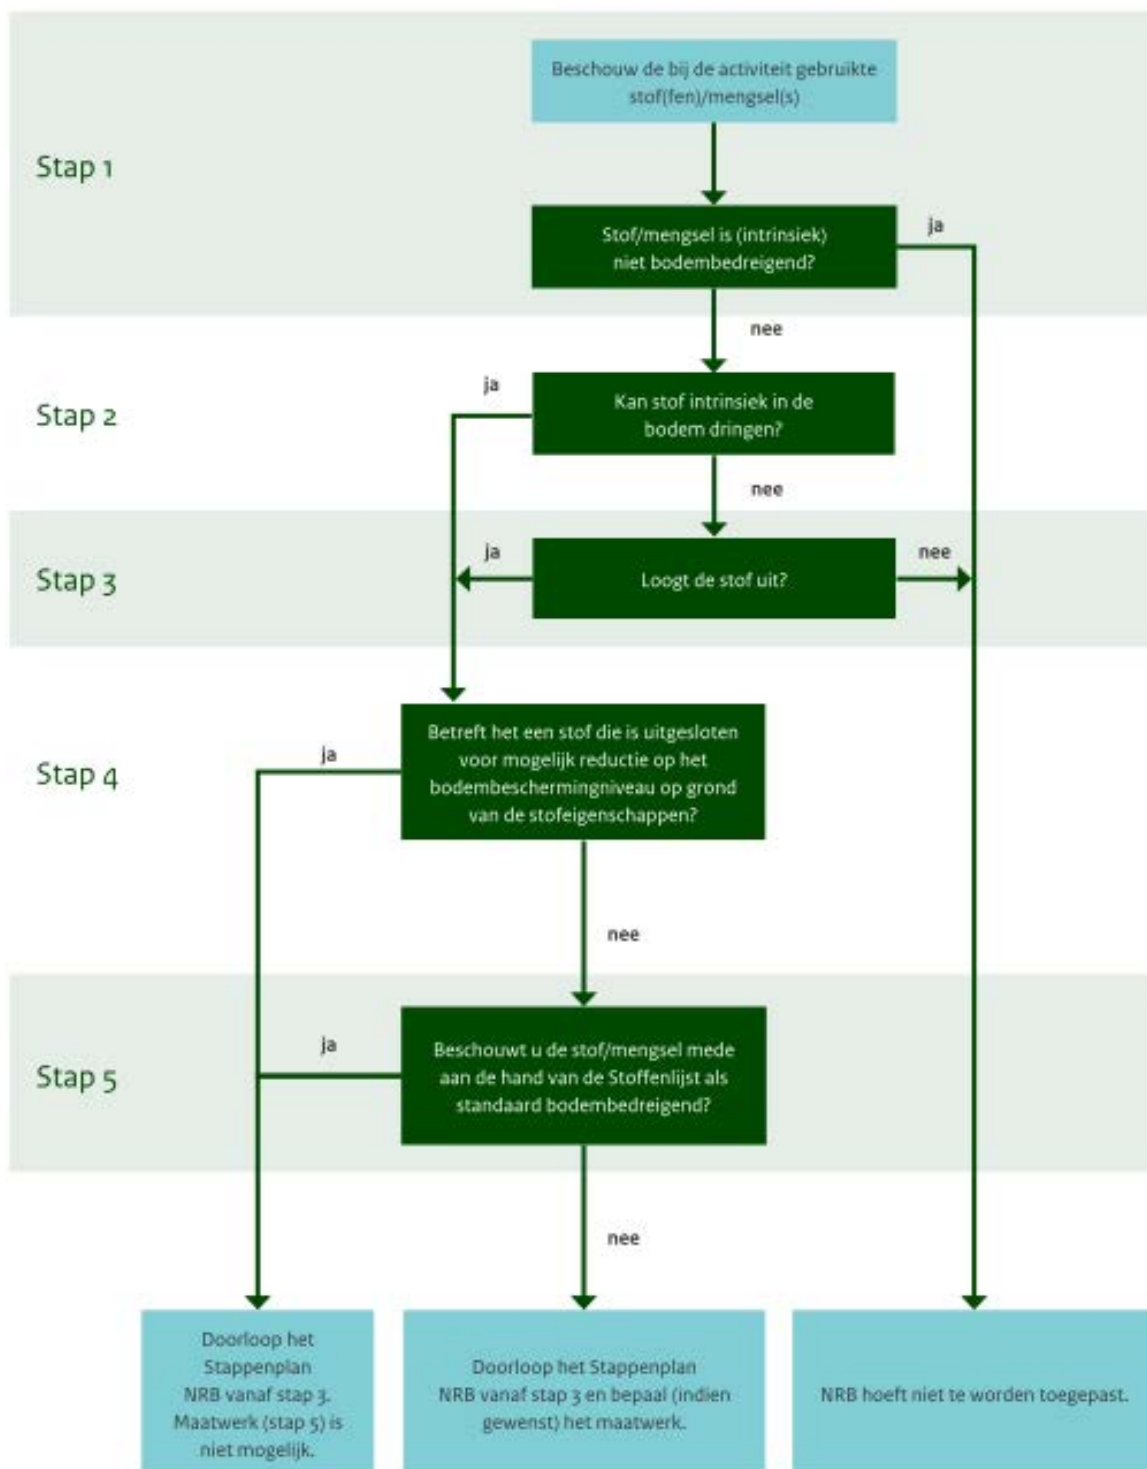 Beschouw de bij de activiteit gebruikte
stof(fen)/mengsel(s)
Stap 1
Stof/mengsel is (intrinsiek)
niet bodembedreigend?
ja
nee
Stap 2
ja
Kan stof intrinsiek in de
bodem dringen?
nee
Stap 3
ja
Loogt de stof uit?
nee
Stap 4
ja
Betreft het een stof die is uitgesloten
voor mogelijk reductie op het
bodembeschermingniveau op grond
van de stofeigenschappen?
nee
Stap 5
ja
Beschouwt u de stof/mengsel mede
aan de hand van de Stoffenlijst als
standaard bodembedreigend?
nee
Doorloop het
Stappenplan
NRB vanaf stap 3.
Maatwerk (stap 5) is
niet mogelijk.
Doorloop het Stappenplan
NRB vanaf stap 3 en bepaal (indien
gewenst) het maatwerk.
NRB hoeft niet te worden toegepast.